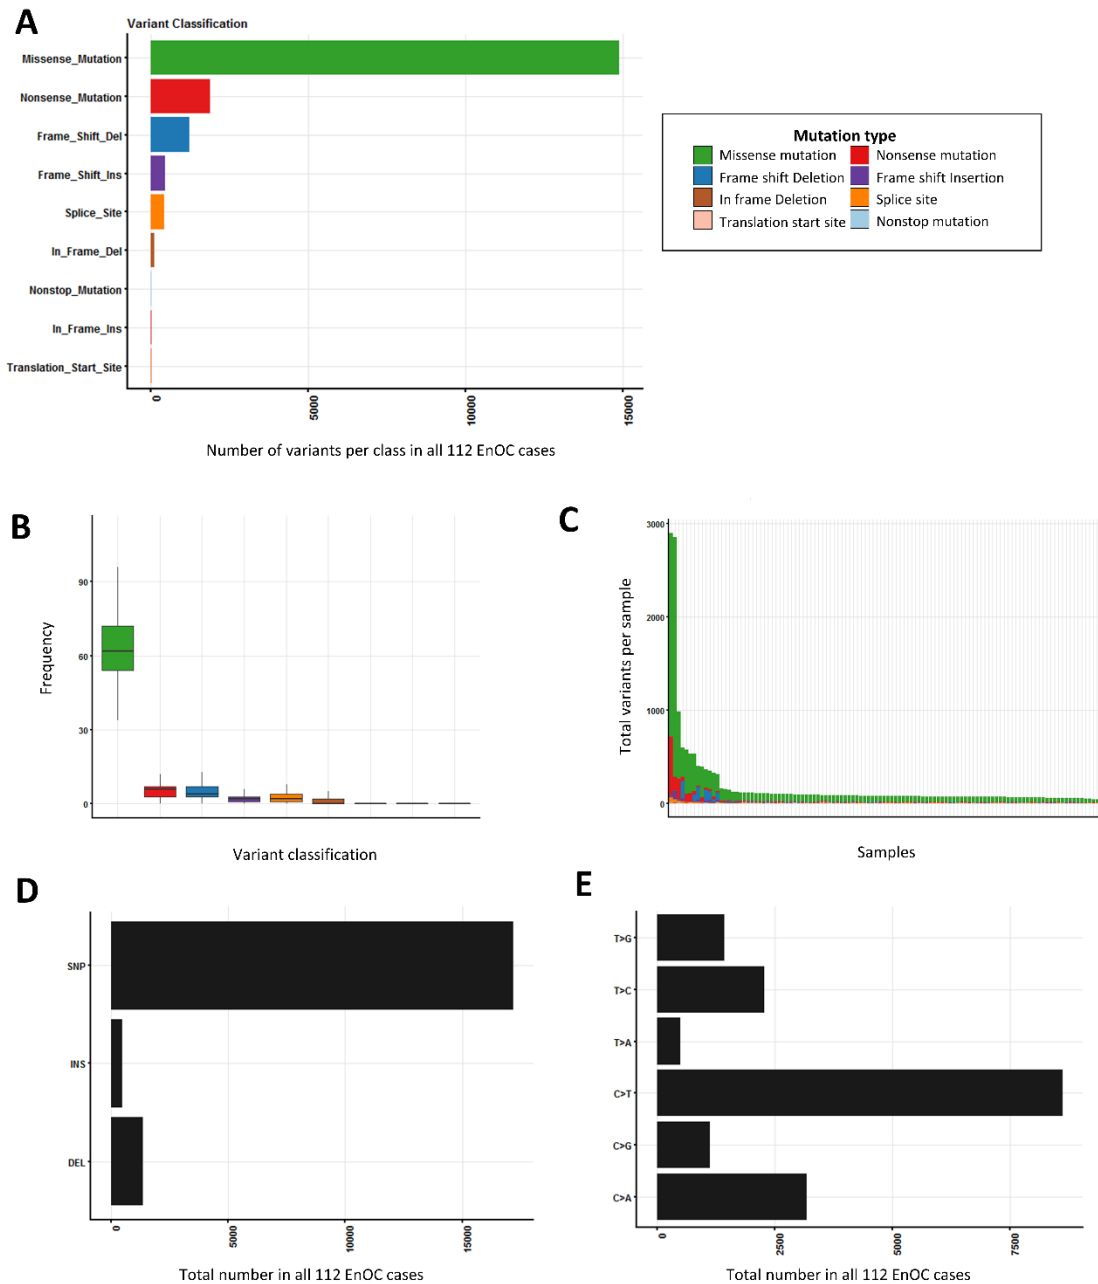 A
Variant Classification
Missense_Mutation
Nonsense_Mutation
Frame_Shift_Del
Frame_Shift_Ins
Splice_Site
In_Frame_Del
Nonstop_Mutation
In_Frame_Ins
Translation_Start_Site
0
5000
10000
15000
Number of variants per class in all 112 EnOC cases
Mutation type
Missense mutation Nonsense mutation
Frame shift Deletion Frame shift Insertion
In frame Deletion Splice site
Translation start site Nonstop mutation
B
Frequency
90
60
30
0
Variant classification
C
Total variants per sample
3000
2000
1000
0
Samples
D
SNP
INS
DEL
0
5000
10000
15000
Total number in all 112 EnOC cases
E
T>G
T>C
T>A
C>T
C>G
C>A
0
2500
5000
7500
Total number in all 112 EnOC cases